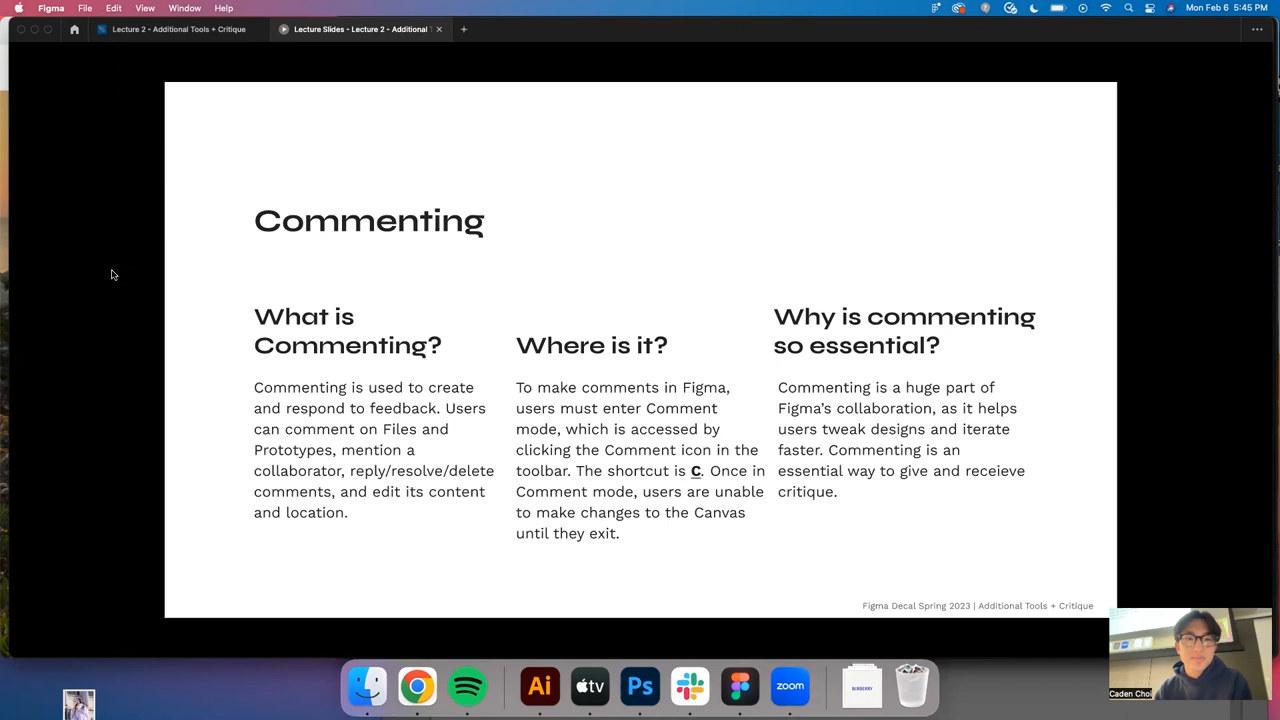 Figma File Edit View Window Help
Mon Feb 6 5:45 PM
Lecture 2 - Additional Tools + Critique
Lecture Slides - Lecture 2 - Additional
Commenting
What is
Commenting?
Commenting is used to create
and respond to feedback. Users
can comment on Files and
Prototypes, mention a
collaborator, reply/resolve/delete
comments, and edit its content
and location.
Where is it?
To make comments in Figma,
users must enter Comment
mode, which is accessed by
clicking the Comment icon in the
toolbar. The shortcut is C. Once in
Comment mode, users are unable
to make changes to the Canvas
until they exit.
Why is commenting
so essential?
Commenting is a huge part of
Figma’s collaboration, as it helps
users tweak designs and iterate
faster. Commenting is an
essential way to give and receieve
critique.
Figma Decal Spring 2023 | Additional Tools + Critique
Caden Choi
Ai
tv
Ps
zoom
BURBERRY